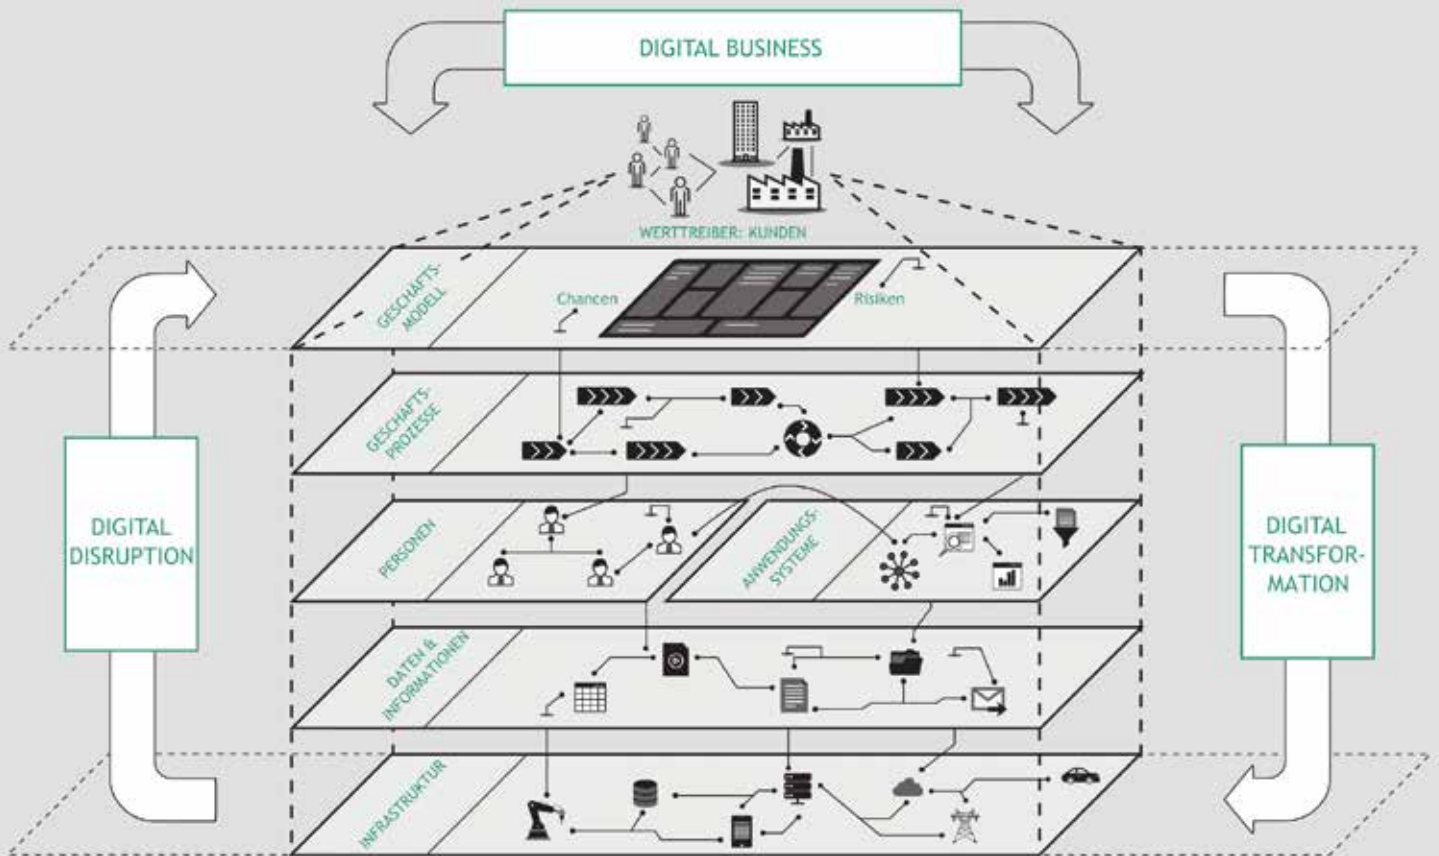 DIGITAL BUSINESS
WERTTREIBER: KUNDEN
GESCHÄFTS-
MODELL
Chancen
Risiken
GESCHÄFTS-
PROZESSE
DIGITAL
DISRUPTION
PERSONEN
ANWENDUNGS-
SYSTEME
DIGITAL
TRANSFOR-
MATION
DATEN &
INFORMATIONEN
INFRASTRUKTUR